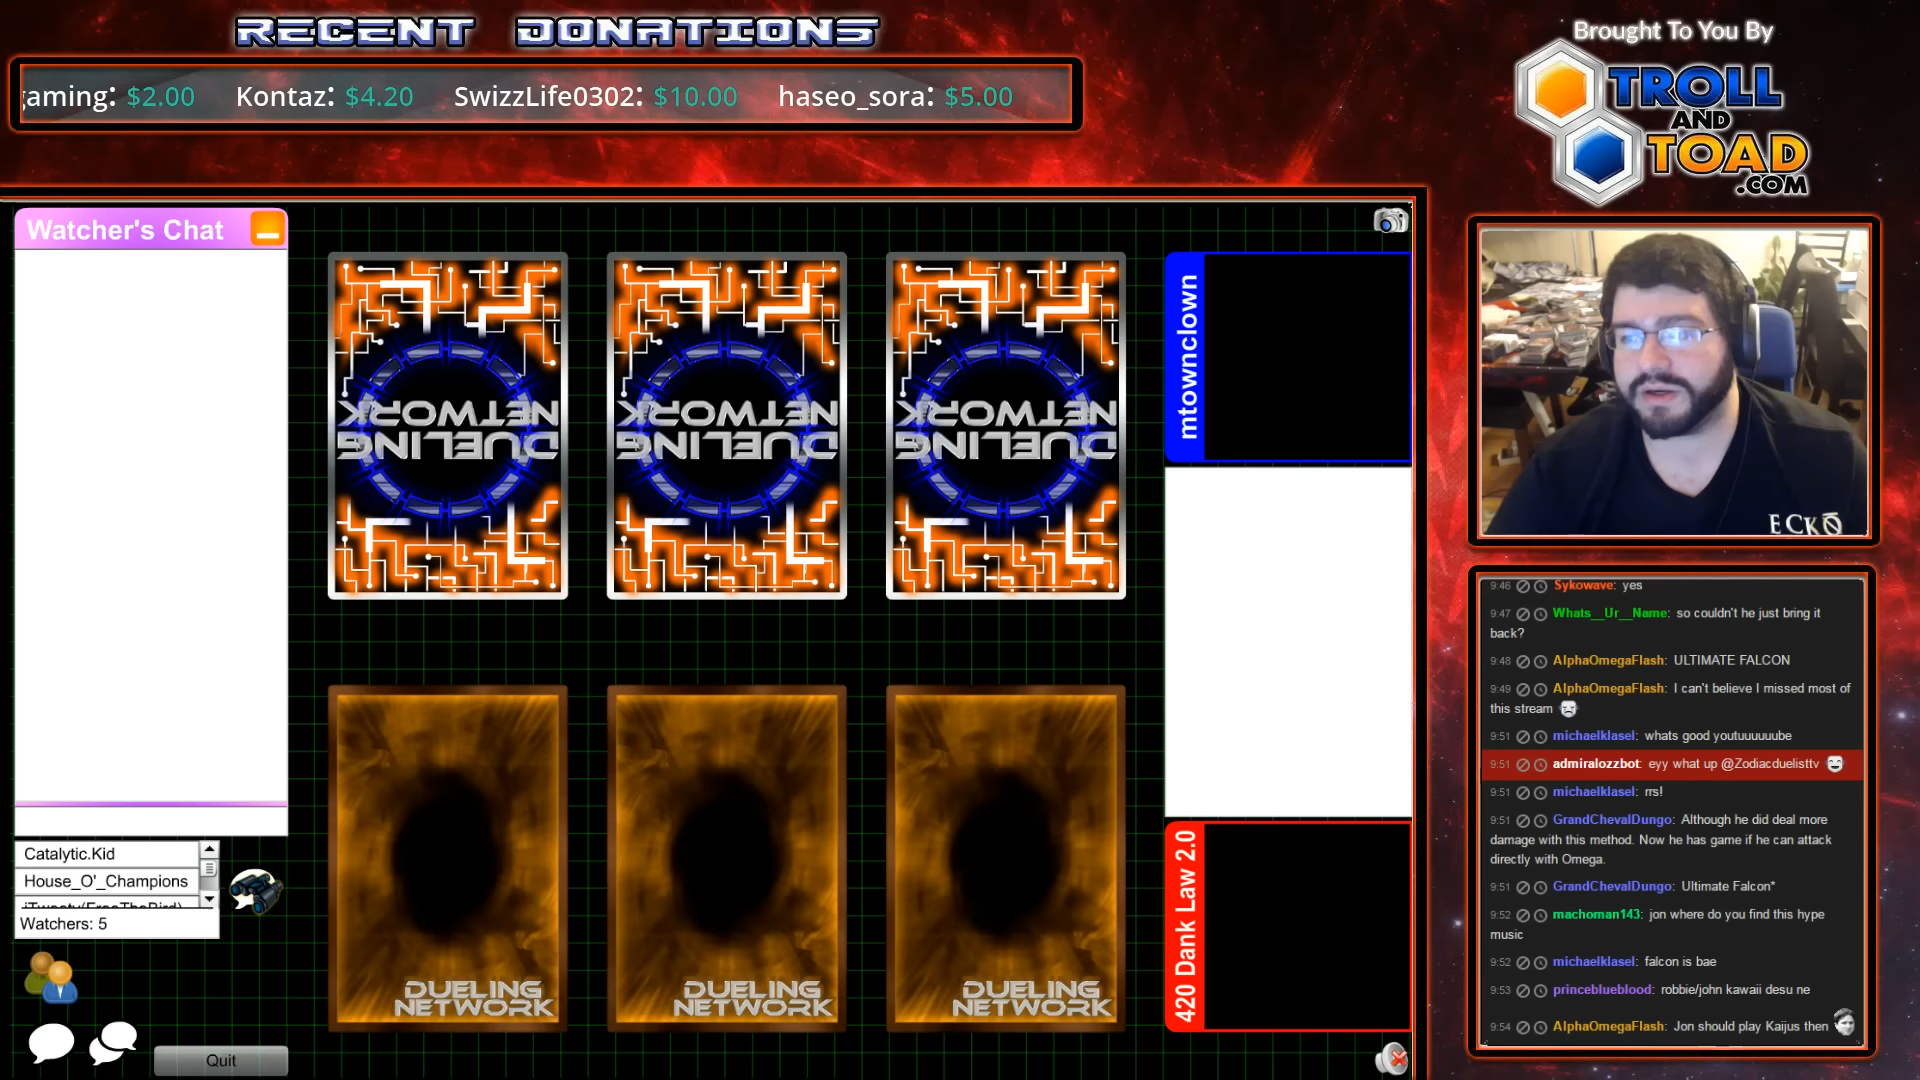 RECENT DONATIONS
gaming: $2.00 Kontaz: $4.20 SwizzLife0302: $10.00 haseo_sora: $5.00
Brought To You By
TROLL
AND
TOAD
.COM
Watcher's Chat
DUELING
NETWORK
DUELING
NETWORK
DUELING
NETWORK
mtownclown
DUELING
NETWORK
DUELING
NETWORK
DUELING
NETWORK
420 Dank Law 2.0
Catalytic.Kid
House_O'_Champions
Watchers: 5
Quit
ECKŌ
9:46 Sykowave: yes
9:47 Whats__Ur__Name: so couldn't he just bring it
back?
9:48 AlphaOmegaFlash: ULTIMATE FALCON
9:49 AlphaOmegaFlash: I can't believe I missed most of
this stream
9:51 michaelklasel: whats good youtuuuuuube
9:51 admiralozzbot: eyy what up @Zodiacduelisttv
9:51 michaelklasel: rrs!
9:51 GrandChevalDungo: Although he did deal more
damage with this method. Now he has game if he can attack
directly with Omega.
9:51 GrandChevalDungo: Ultimate Falcon*
9:52 machoman143: jon where do you find this hype
music
9:52 michaelklasel: falcon is bae
9:53 princeblueblood: robbie/john kawaii desu ne
9:54 AlphaOmegaFlash: Jon should play Kaijus then